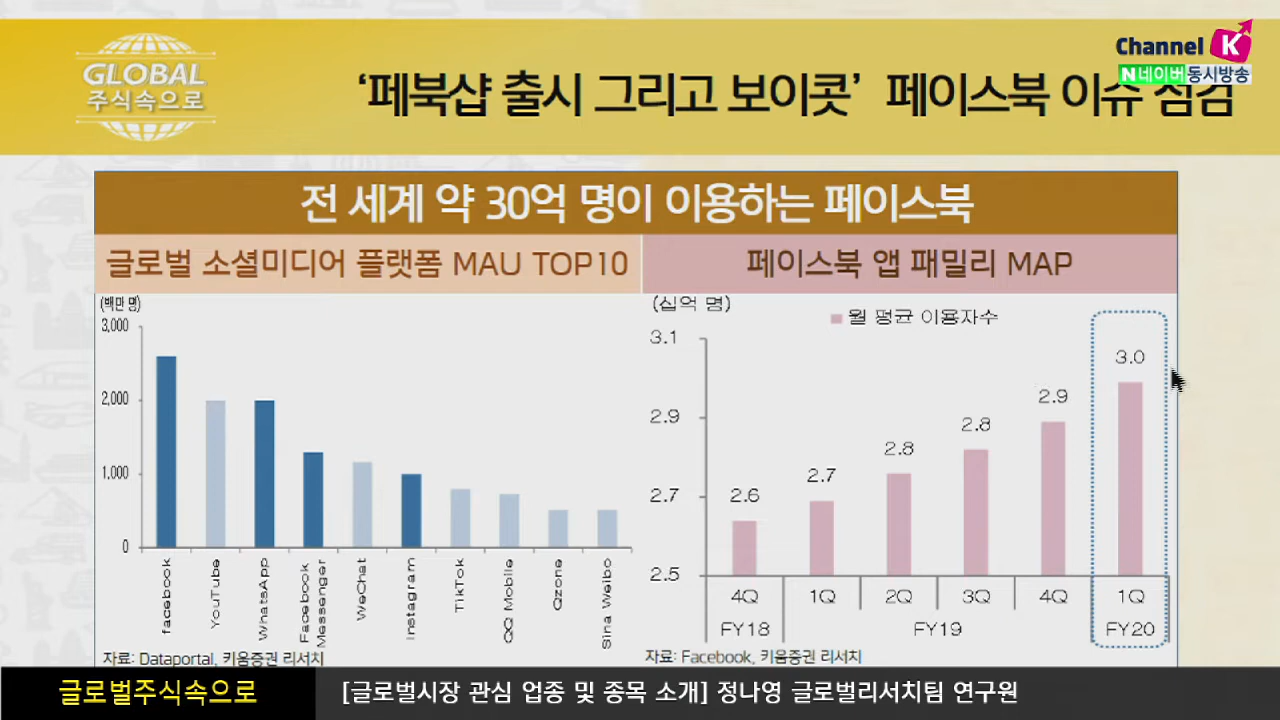 GLOBAL
주식속으로
'페북샵 출시 그리고 보이콧' 페이스북 이슈 점검
Channel K
N 네이버 동시방송
전 세계 약 30억 명이 이용하는 페이스북
글로벌 소셜미디어 플랫폼 MAU TOP10
(백만 명)
3,000
2,000
1,000
0
facebook
YouTube
WhatsApp
Facebook
Messenger
WeChat
Instagram
TikTok
QQ Mobile
Qzone
Sina Weibo
자료: Dataportal, 키움증권 리서치
페이스북 앱 패밀리 MAP
(십억 명)
월 평균 이용자수
3.1
2.9
2.7
2.5
2.6
2.7
2.8
2.8
2.9
3.0
4Q 1Q 2Q 3Q 4Q 1Q
FY18 FY19 FY20
자료: Facebook, 키움증권 리서치
글로벌주식속으로
[글로벌시장 관심 업종 및 종목 소개] 정나영 글로벌리서치팀 연구원